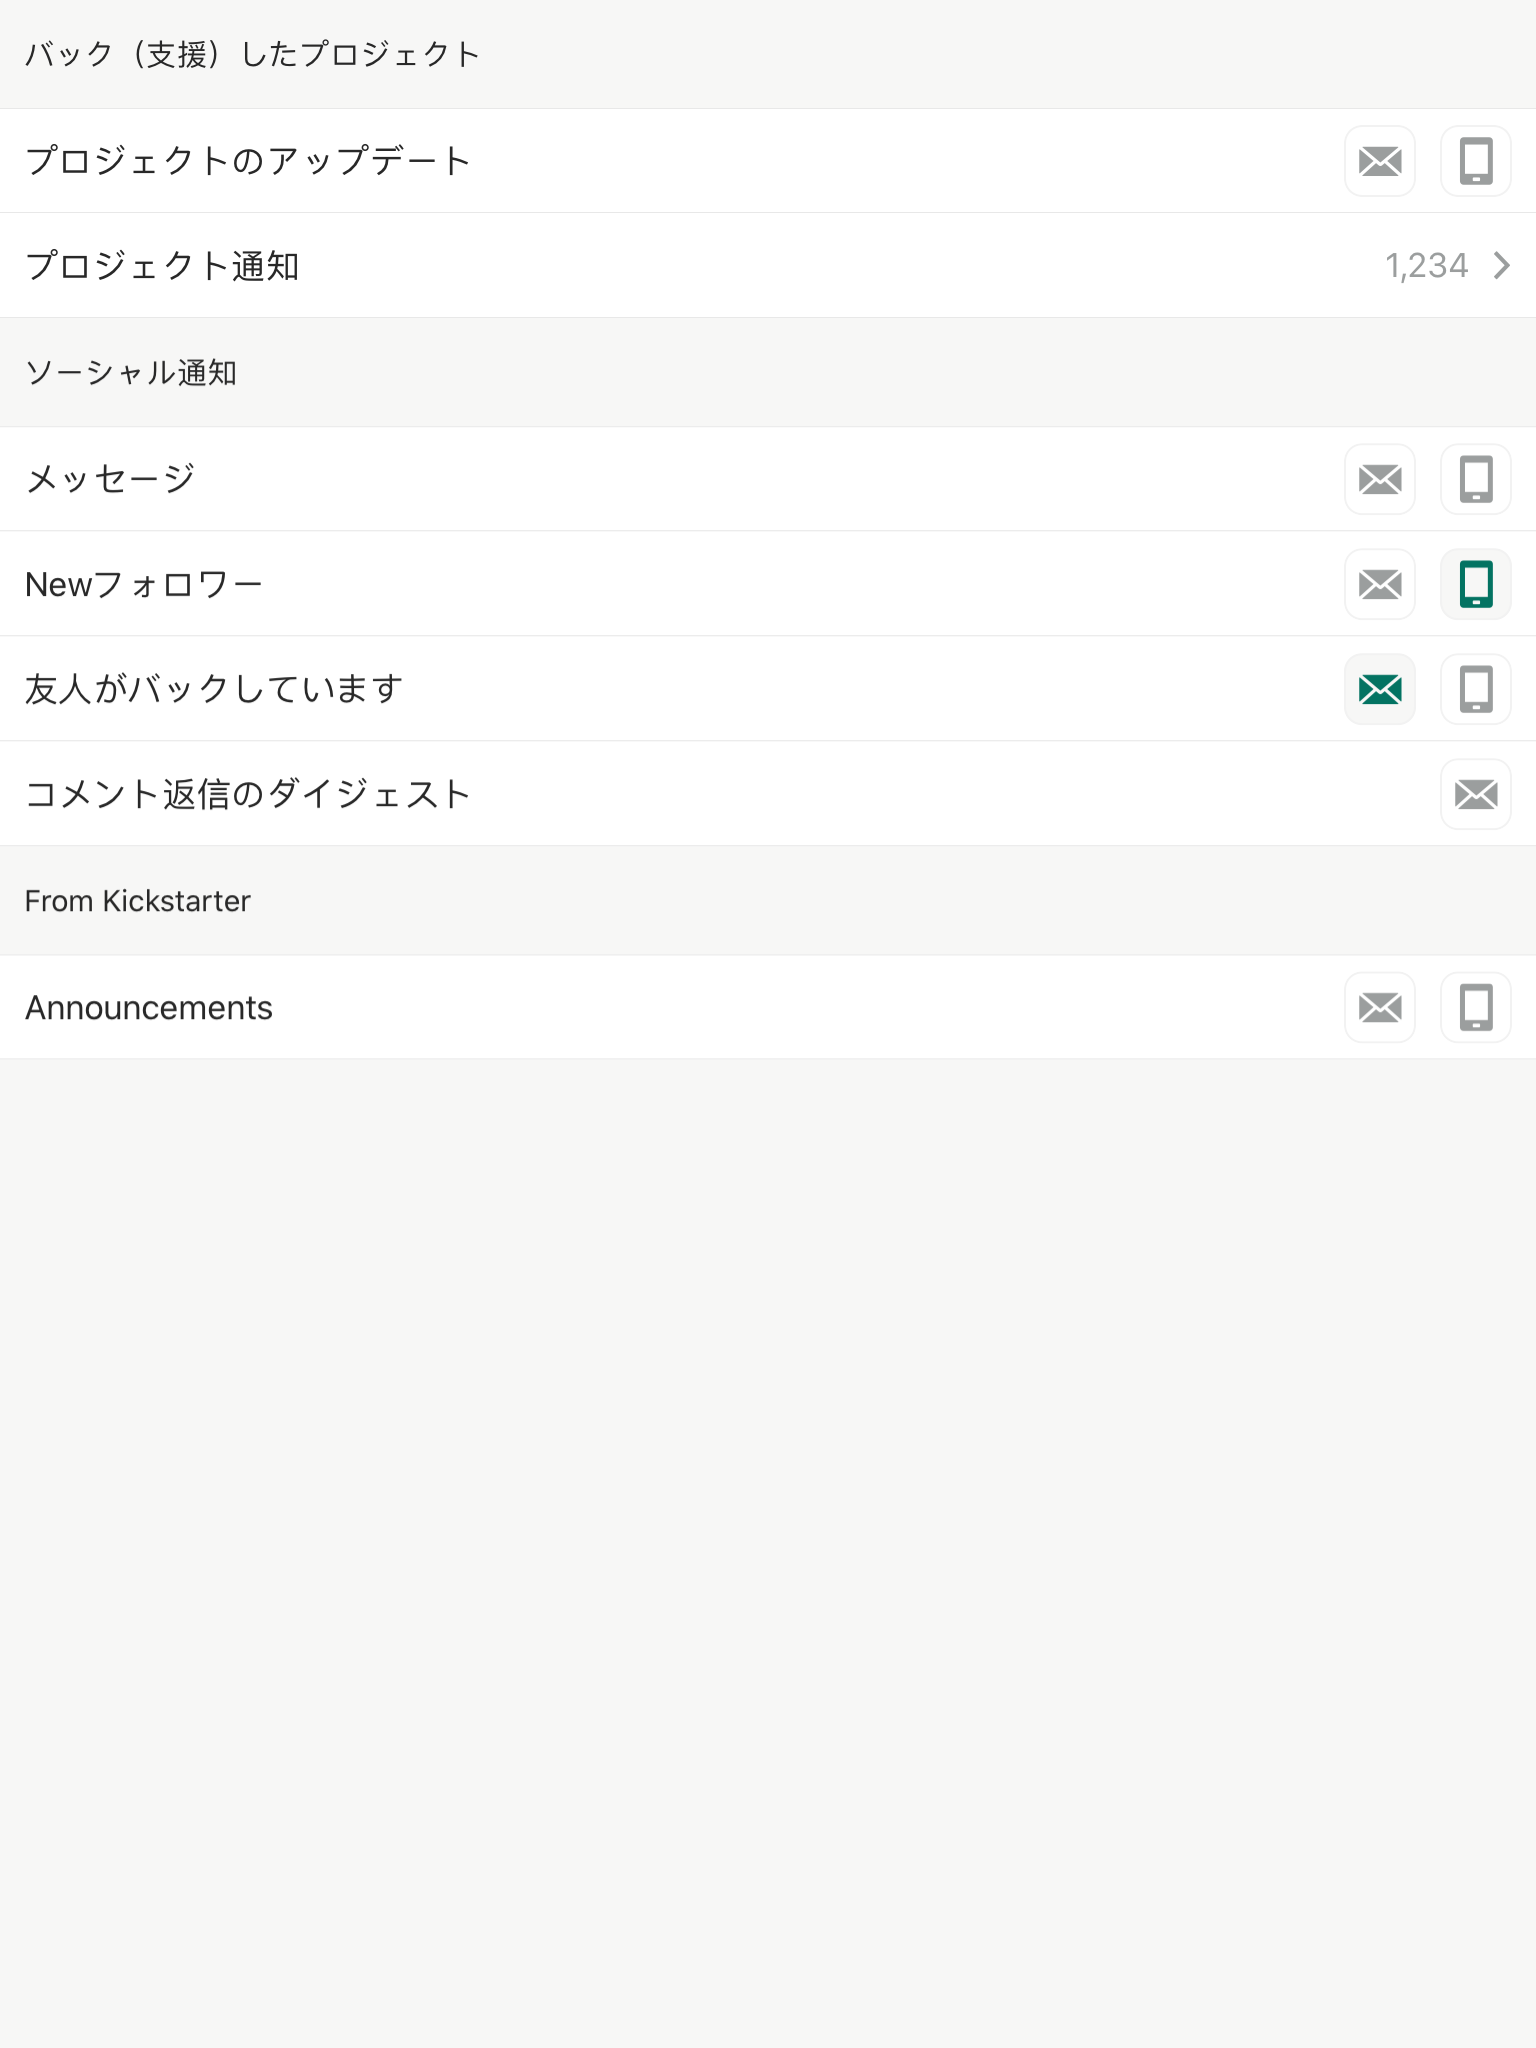 バック（支援）したプロジェクト
プロジェクトのアップデート
プロジェクト通知
1,234
ソーシャル通知
メッセージ
Newフォロワー
友人がバックしています
コメント返信のダイジェスト
From Kickstarter
Announcements